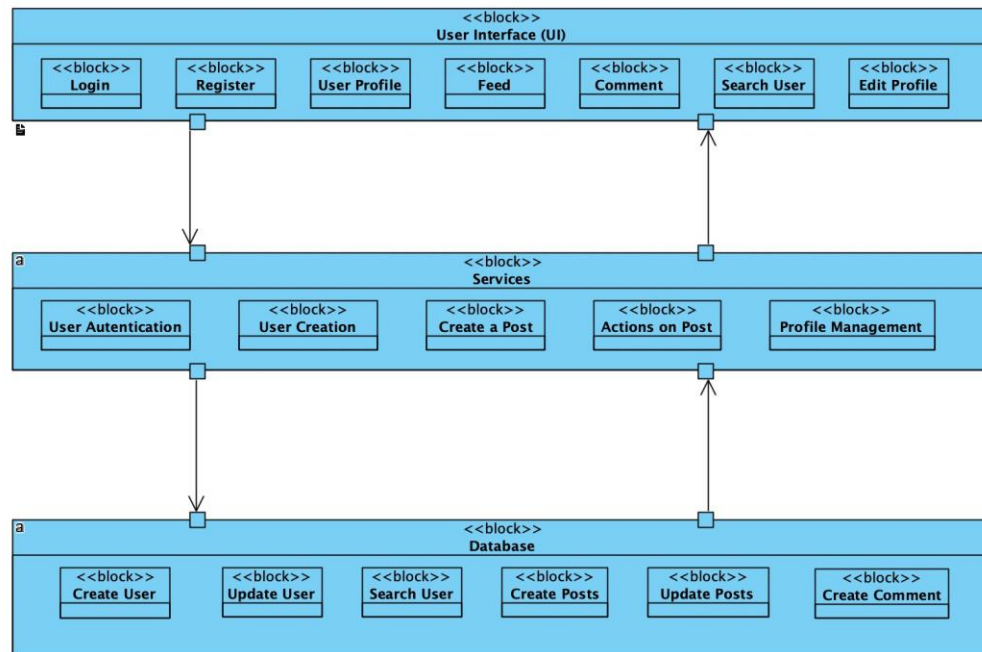 <<block>>
User Interface (UI)
<<block>> <<block>> <<block>> <<block>> <<block>> <<block>> <<block>>
Login Register User Profile Feed Comment Search User Edit Profile
a
<<block>>
Services
<<block>> <<block>> <<block>> <<block>> <<block>>
User Autentication User Creation Create a Post Actions on Post Profile Management
a
<<block>>
Database
<<block>> <<block>> <<block>> <<block>> <<block>> <<block>>
Create User Update User Search User Create Posts Update Posts Create Comment